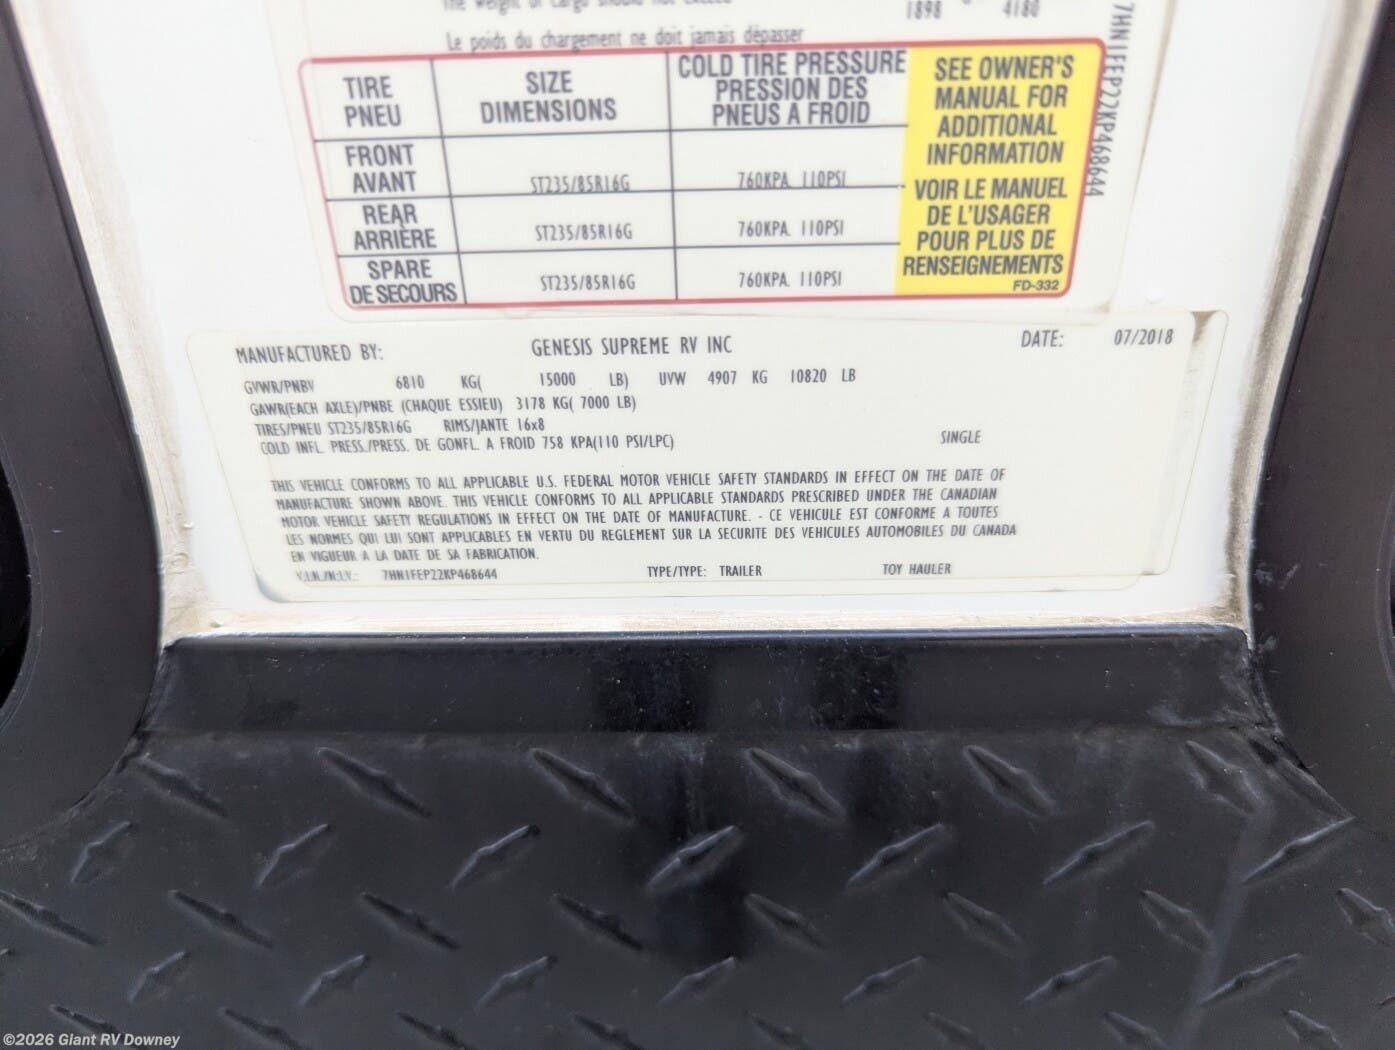 The weight of cargo should not exceed 1898 4180
Le poids du chargement ne doit jamais dépasser
TIRE PNEU SIZE DIMENSIONS COLD TIRE PRESSURE PRESSION DES PNEUS A FROID
FRONT AVANT ST235/85R16G 760KPA. 110PSI
REAR ARRIÈRE ST235/85R16G 760KPA. 110PSI
SPARE DE SECOURS ST235/85R16G 760KPA. 110PSI
SEE OWNER'S
MANUAL FOR
ADDITIONAL
INFORMATION
VOIR LE MANUEL
DE L'USAGER
POUR PLUS DE
RENSEIGNEMENTS
FD-332
7HN1FEP22KP468644
MANUFACTURED BY: GENESIS SUPREME RV INC DATE: 07/2018
GVWR/PNBV 6810 KG( 15000 LB) UVW 4907 KG 10820 LB
GAWR(EACH AXLE)/PNBE (CHAQUE ESSIEU) 3178 KG( 7000 LB)
TIRES/PNEU ST235/85R16G RIMS/JANTE 16x8
COLD INFL. PRESS./PRESS. DE GONFL. A FROID 758 KPA(110 PSI/LPC) SINGLE
THIS VEHICLE CONFORMS TO ALL APPLICABLE U.S. FEDERAL MOTOR VEHICLE SAFETY STANDARDS IN EFFECT ON THE DATE OF
MANUFACTURE SHOWN ABOVE. THIS VEHICLE CONFORMS TO ALL APPLICABLE STANDARDS PRESCRIBED UNDER THE CANADIAN
MOTOR VEHICLE SAFETY REGULATIONS IN EFFECT ON THE DATE OF MANUFACTURE. - CE VEHICULE EST CONFORME A TOUTES
LES NORMES QUI LUI SONT APPLICABLES EN VERTU DU REGLEMENT SUR LA SECURITE DES VEHICULES AUTOMOBILES DU CANADA
EN VIGUEUR A LA DATE DE SA FABRICATION.
V.I.N./N.I.V.: 7HN1FEP22KP468644 TYPE/TYPE: TRAILER TOY HAULER
©2026 Giant RV Downey